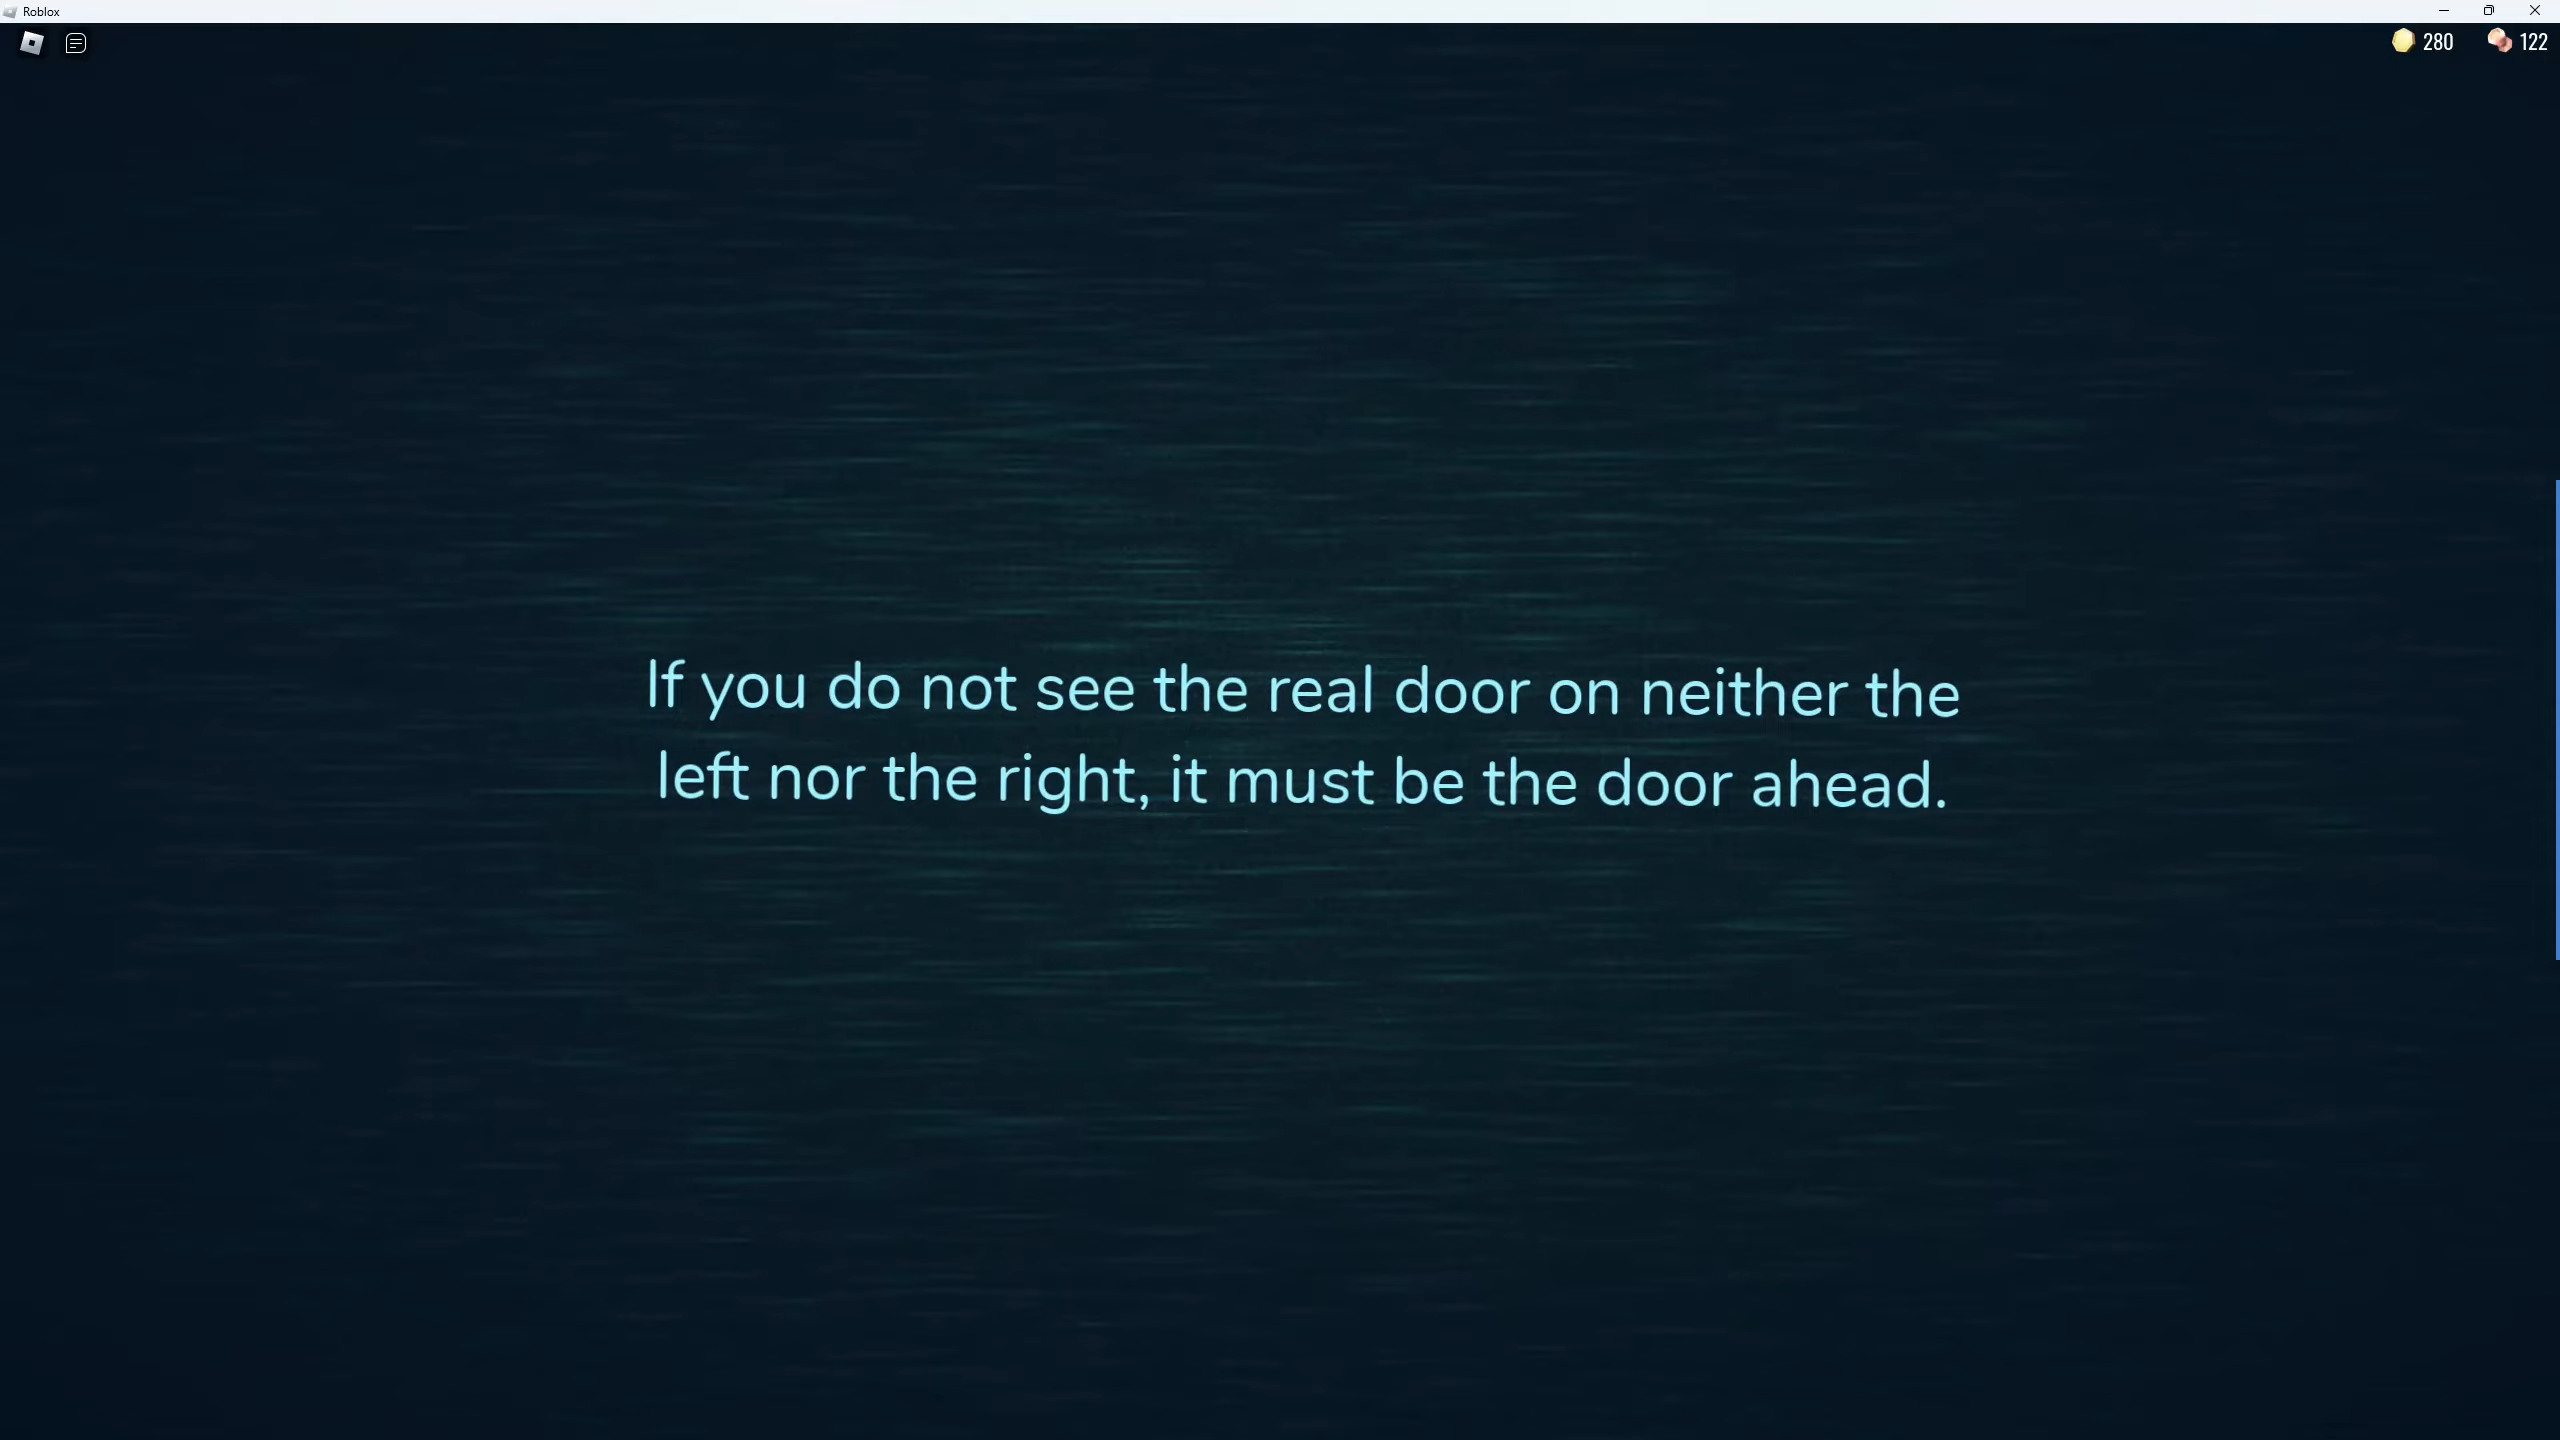 Roblox
280 122
If you do not see the real door on neither the
left nor the right, it must be the door ahead.